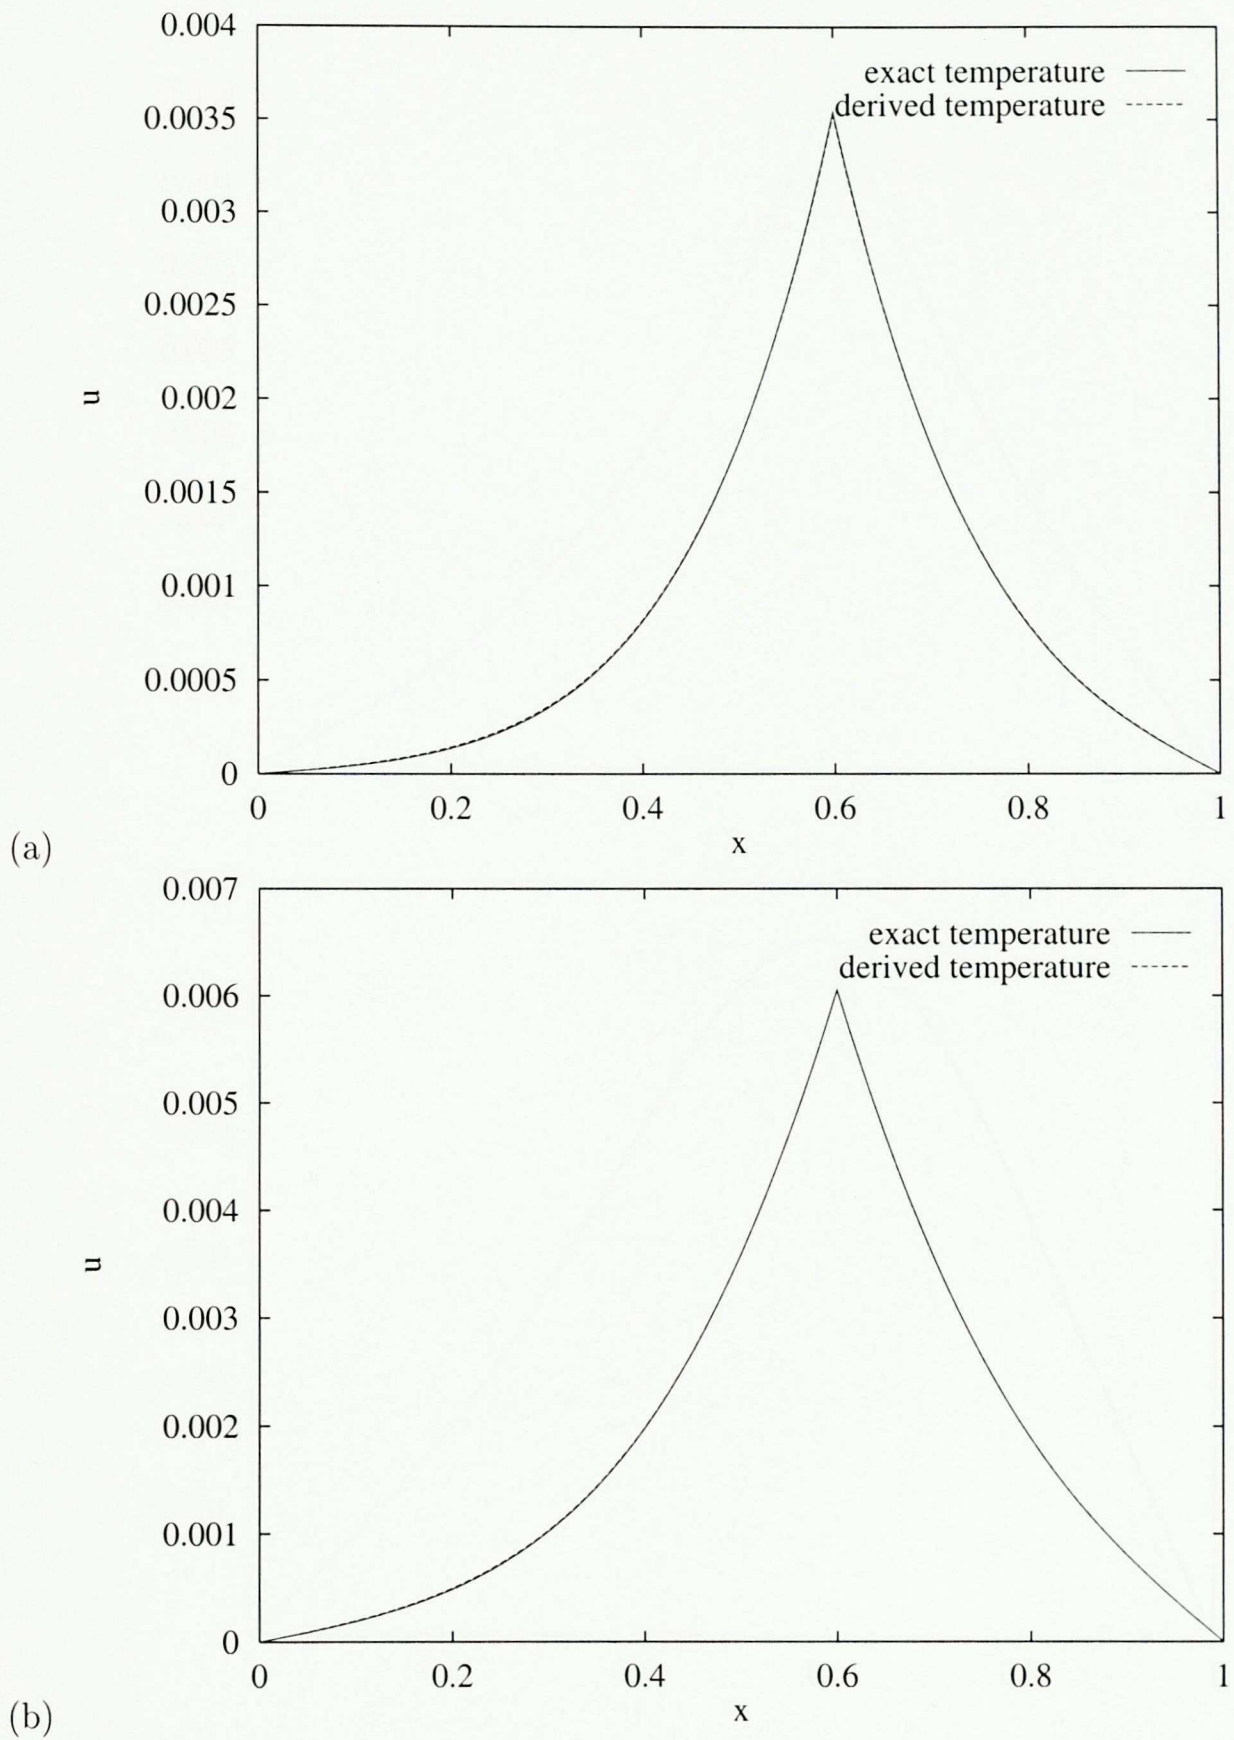 0.004
exact temperature
derived temperature
0.0035
0.003
0.0025
0.002
u
0.0015
0.001
0.0005
0
0 0.2 0.4 0.6 0.8 1
x
(a)
0.007
exact temperature
derived temperature
0.006
0.005
0.004
u
0.003
0.002
0.001
0
0 0.2 0.4 0.6 0.8 1
x
(b)